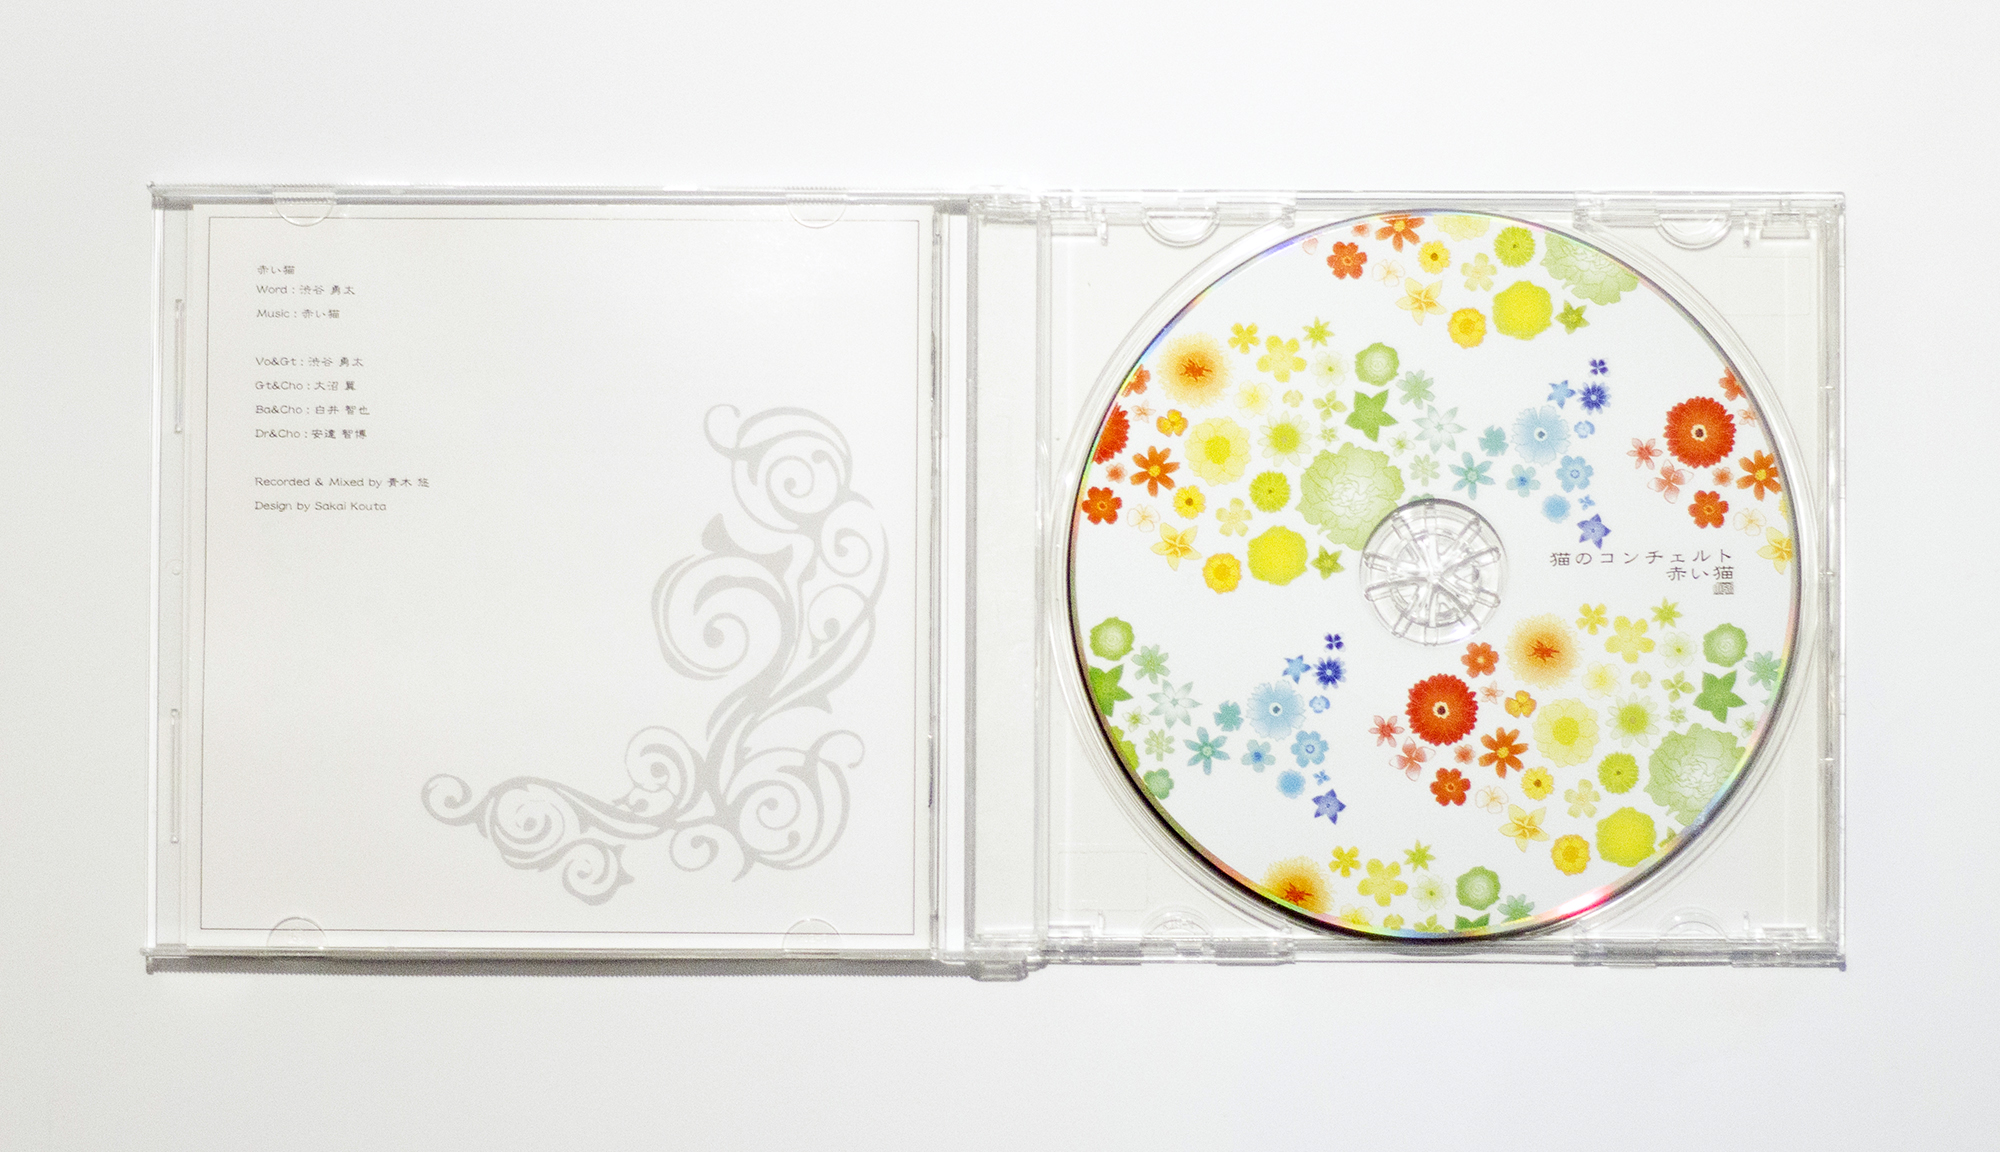 赤い猫
Word : 渋谷 勇太
Music : 赤い猫
Vo&Gt : 渋谷 勇太
Gt&Cho : 大沼 翼
Ba&Cho : 白井 智也
Dr&Cho : 安達 智博
Recorded & Mixed by 青木 悠
Design by Sakai Kouta
猫のコンチェルト
赤い猫